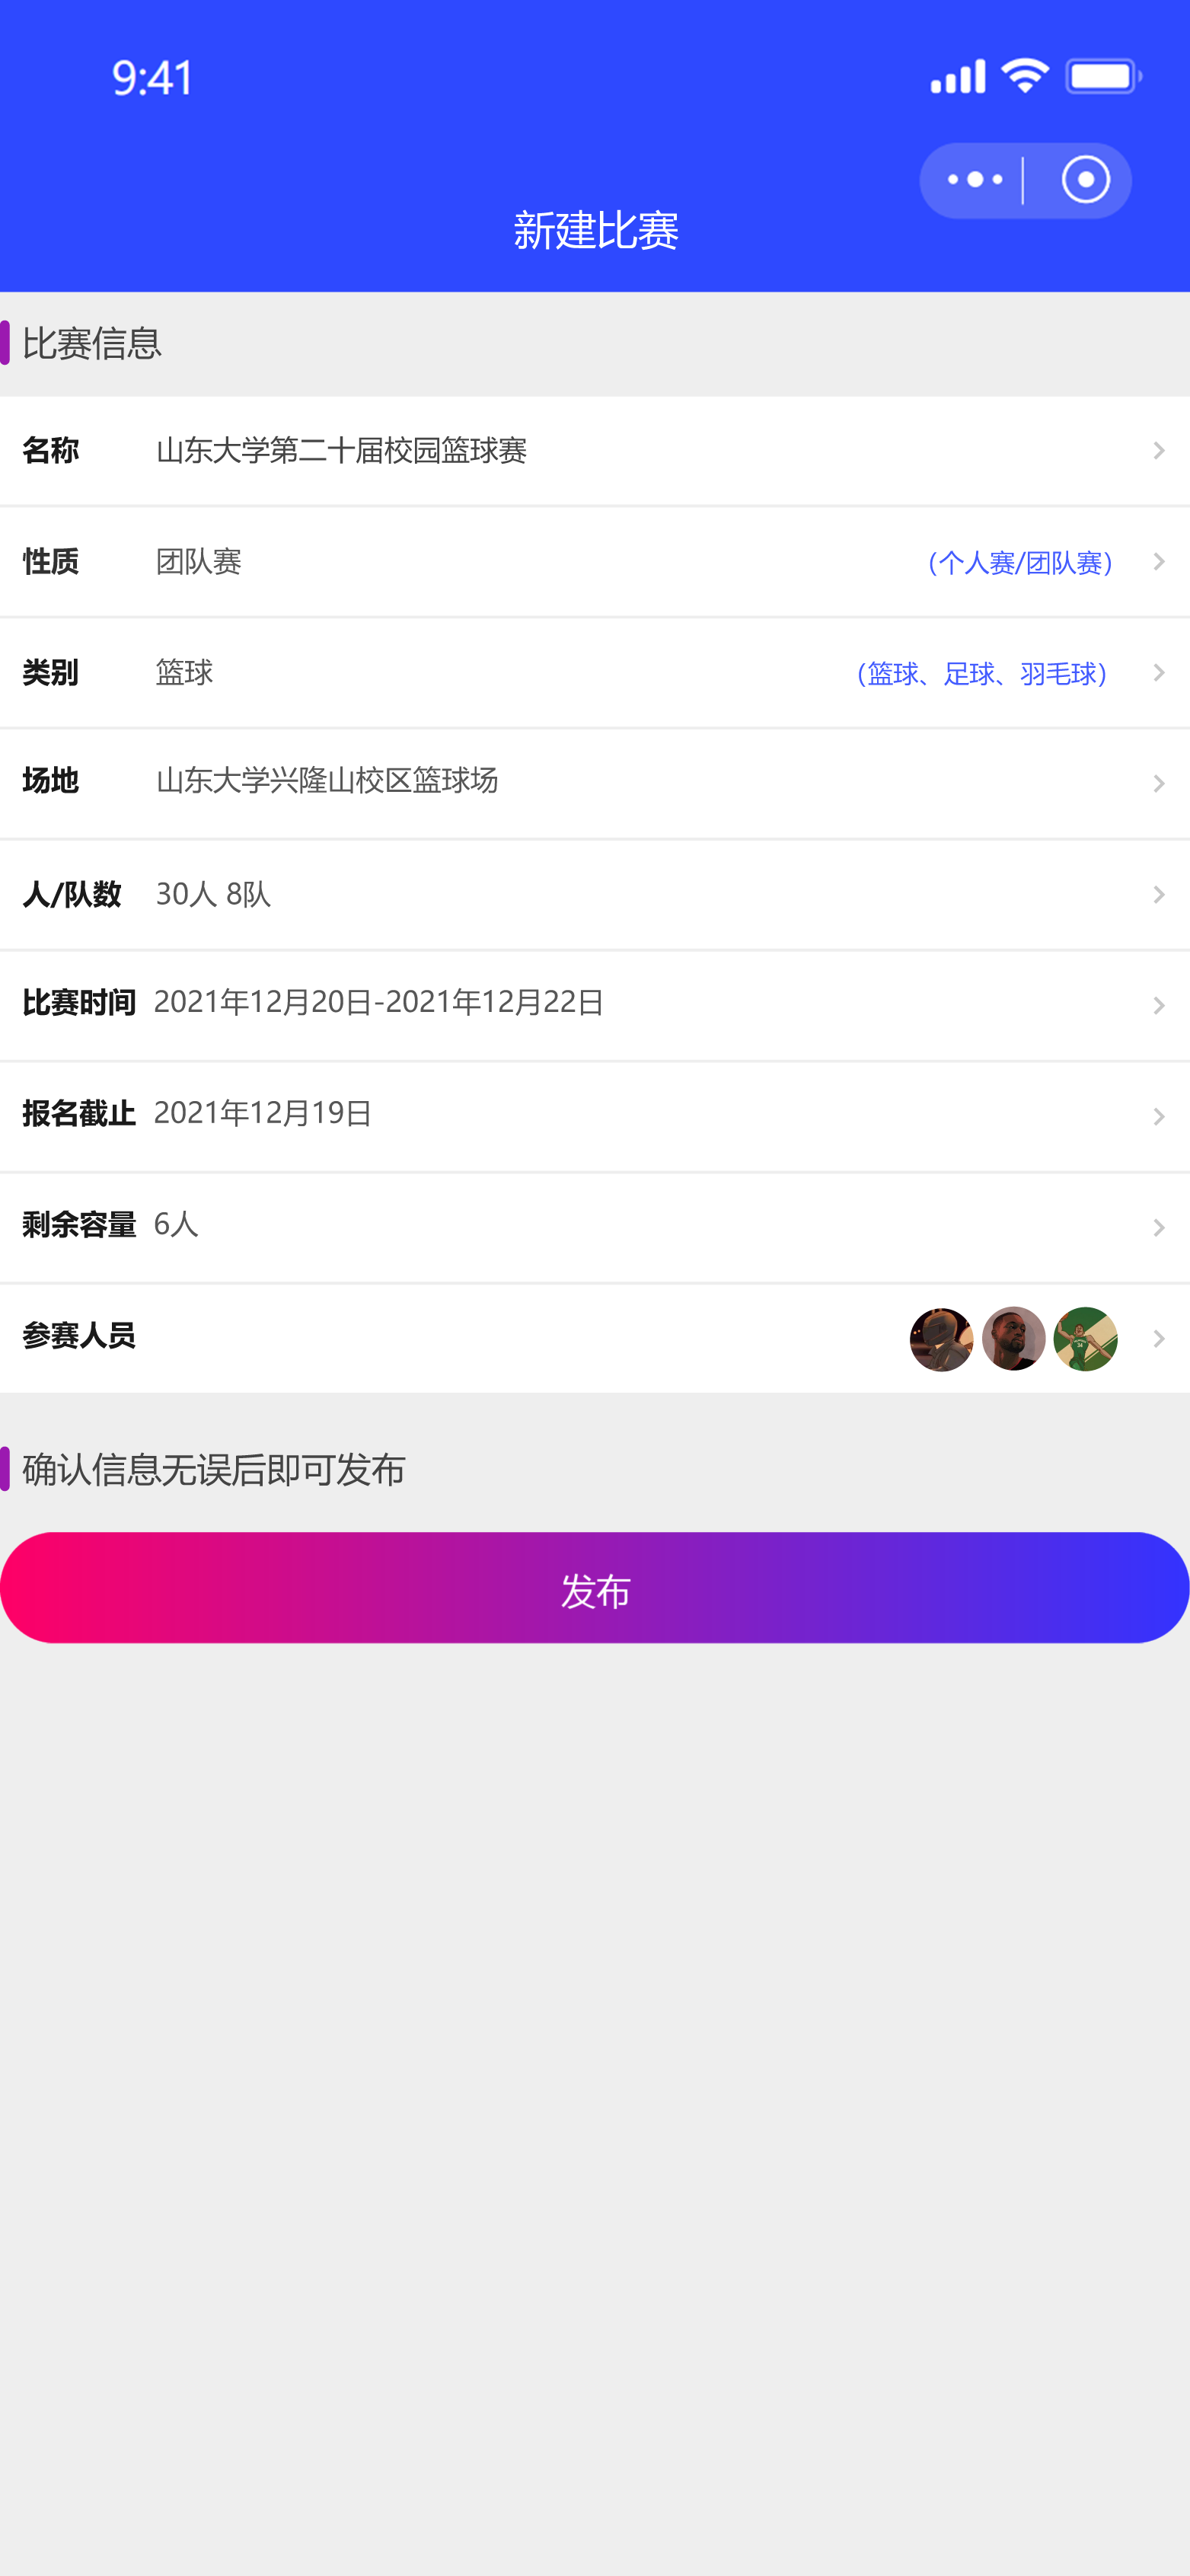 9:41
新建比赛
比赛信息
名称 山东大学第二十届校园篮球赛
性质 团队赛 （个人赛/团队赛）
类别 篮球 （篮球、足球、羽毛球）
场地 山东大学兴隆山校区篮球场
人/队数 30人 8队
比赛时间 2021年12月20日-2021年12月22日
报名截止 2021年12月19日
剩余容量 6人
参赛人员
确认信息无误后即可发布
发布